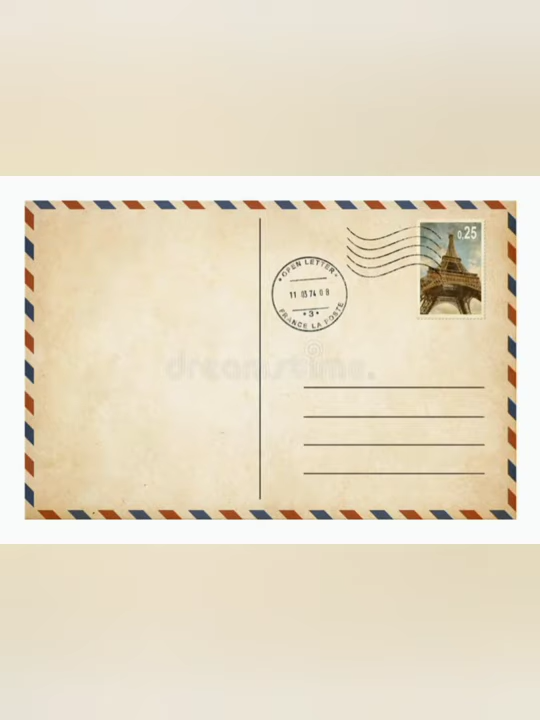 0,25
OPEN LETTER
11 03 74 0 8
3
FRANCE LA POSTE
dreamstime.